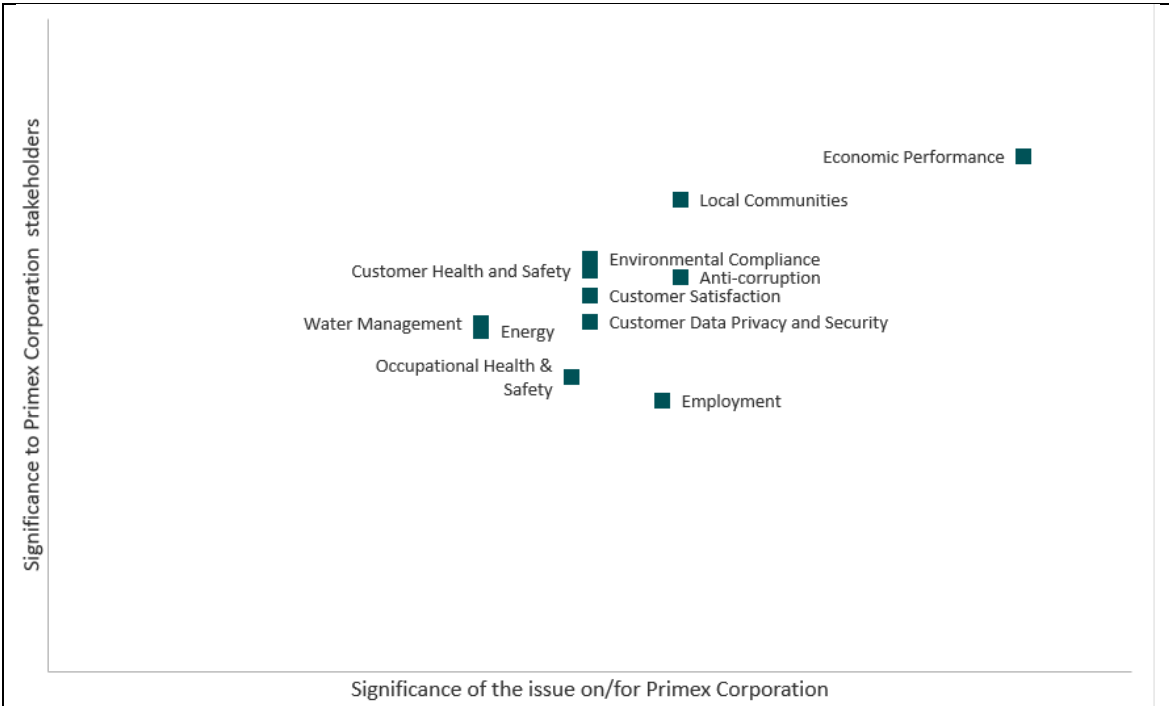 Significance to Primex Corporation stakeholders
Economic Performance
Local Communities
Environmental Compliance
Customer Health and Safety
Anti-corruption
Customer Satisfaction
Water Management
Energy
Customer Data Privacy and Security
Occupational Health &
Safety
Employment
Significance of the issue on/for Primex Corporation